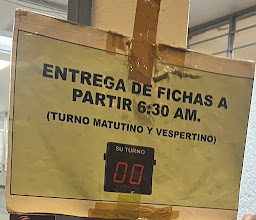 ENTREGA DE FICHAS A
PARTIR 6:30 AM.
(TURNO MATUTINO Y VESPERTINO)
SU TURNO
00